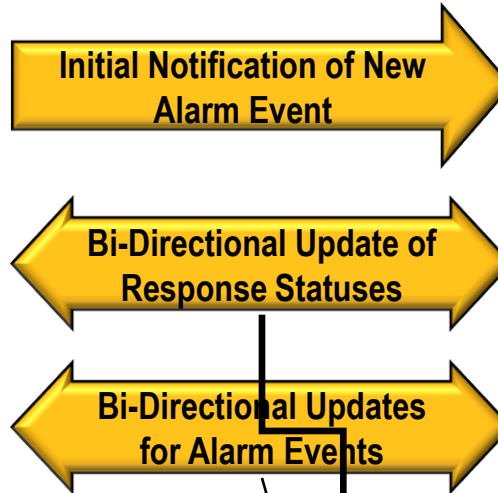 Initial Notification of New
Alarm Event
Bi-Directional Update of
Response Statuses
Bi-Directional Updates
for Alarm Events